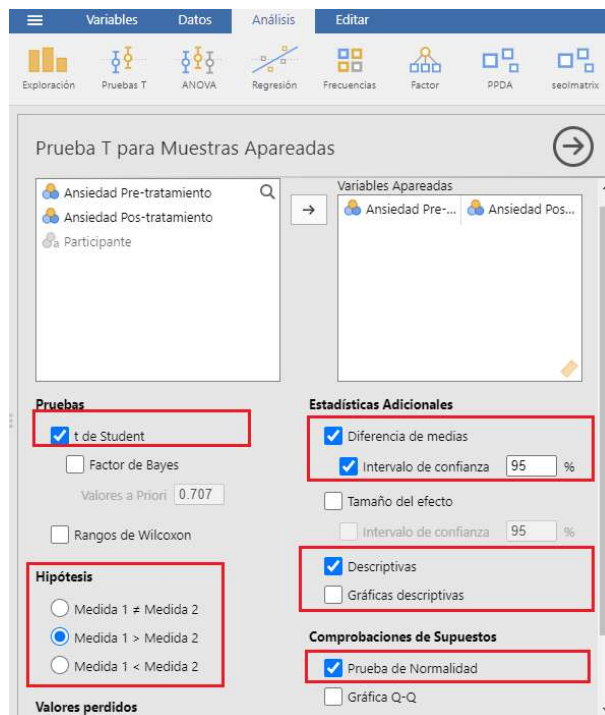 Variables Datos Análisis Editar
Exploración Pruebas T ANOVA Regresión Frecuencias Factor PPDA seolmatrix
Prueba T para Muestras Apareadas
Ansiedad Pre-tratamiento
Ansiedad Pos-tratamiento
Participante
Variables Apareadas
Ansiedad Pre-... Ansiedad Pos...
Pruebas
t de Student
Factor de Bayes
Valores a Priori 0.707
Rangos de Wilcoxon
Hipótesis
Medida 1 ≠ Medida 2
Medida 1 > Medida 2
Medida 1 < Medida 2
Valores perdidos
Estadísticas Adicionales
Diferencia de medias
Intervalo de confianza 95 %
Tamaño del efecto
Intervalo de confianza 95 %
Descriptivas
Gráficas descriptivas
Comprobaciones de Supuestos
Prueba de Normalidad
Gráfica Q-Q